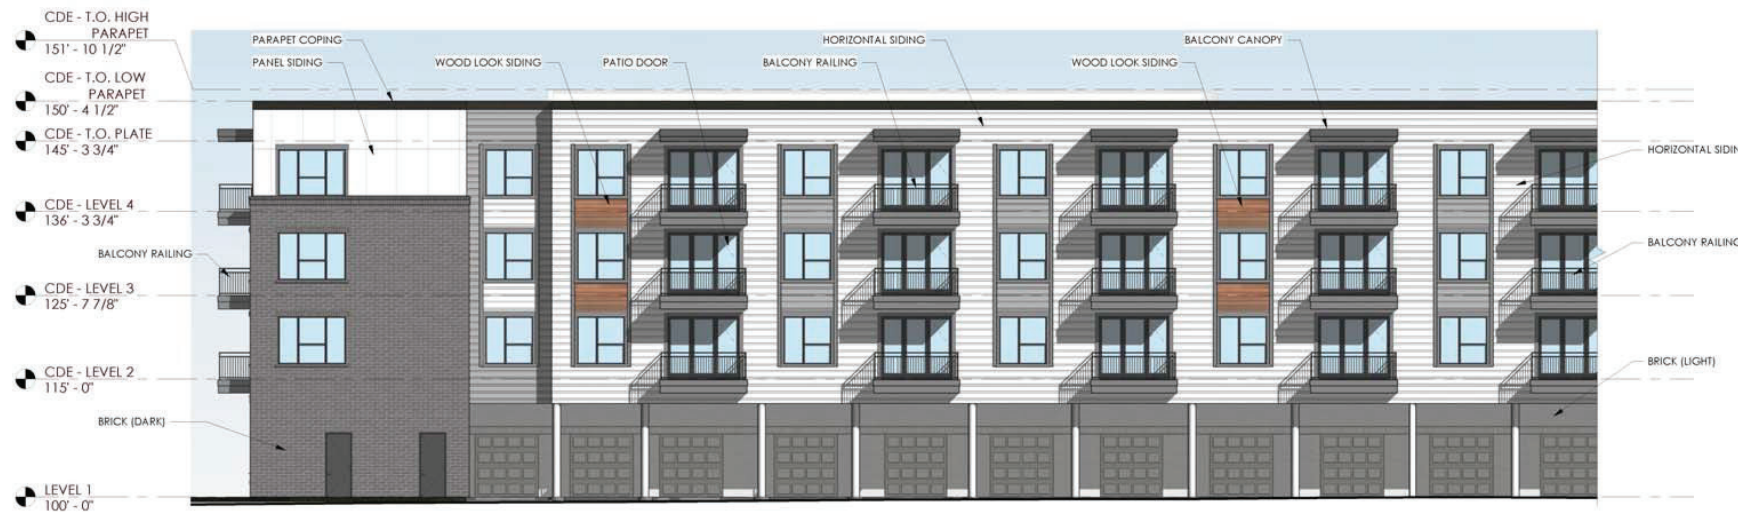 CDE - T.O. HIGH
PARAPET
151' - 10 1/2"
CDE - T.O. LOW
PARAPET
150' - 4 1/2"
CDE - T.O. PLATE
145' - 3 3/4"
CDE - LEVEL 4
136' - 3 3/4"
BALCONY RAILING
CDE - LEVEL 3
125' - 7 7/8"
CDE - LEVEL 2
115' - 0"
BRICK (DARK)
LEVEL 1
100' - 0"
PARAPET COPING
PANEL SIDING
WOOD LOOK SIDING
PATIO DOOR
BALCONY RAILING
HORIZONTAL SIDING
WOOD LOOK SIDING
BALCONY CANOPY
HORIZONTAL SIDIN
BALCONY RAILING
BRICK (LIGHT)